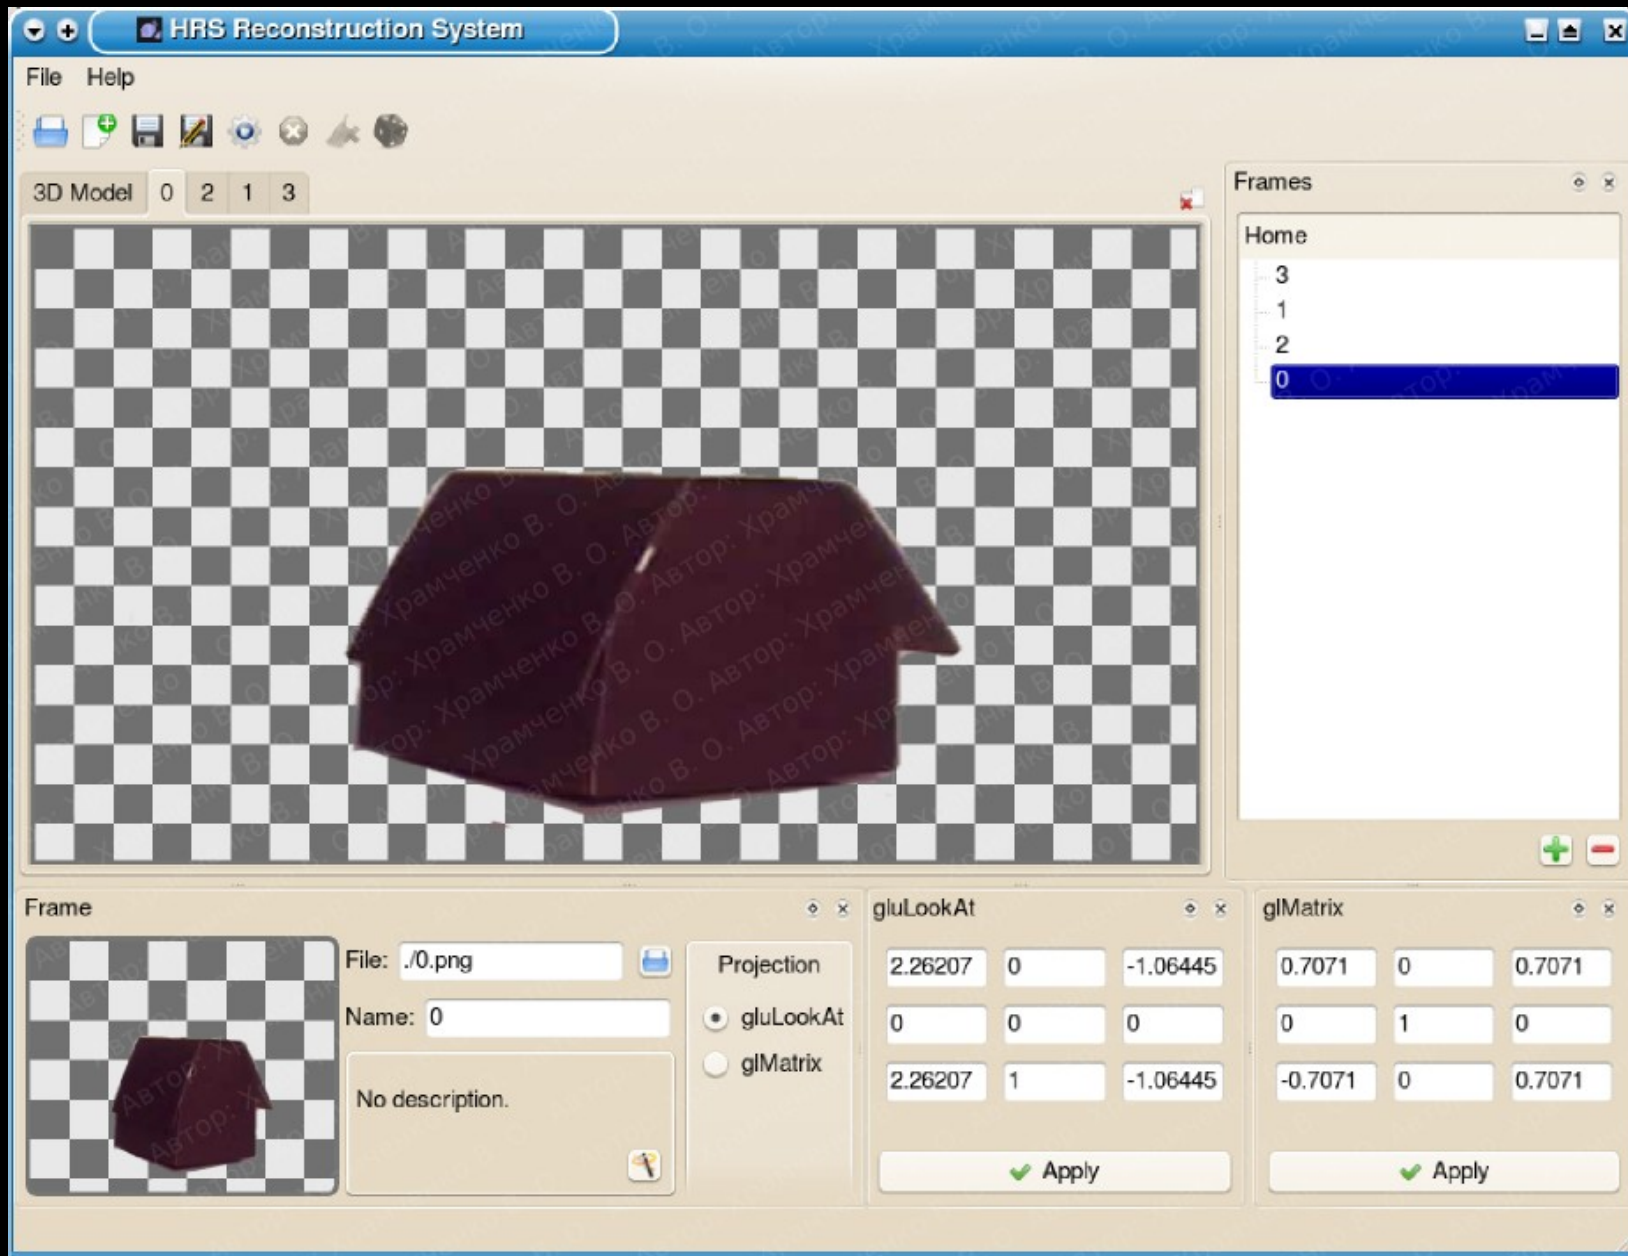 HRS Reconstruction System
File Help
3D Model 0 2 1 3
Frames
Home
3
1
2
0
Frame
File: ./0.png
Name: 0
No description.
Projection
gluLookAt
glMatrix
gluLookAt
2.26207 0 -1.06445
0 0 0
2.26207 1 -1.06445
Apply
glMatrix
0.7071 0 0.7071
0 1 0
-0.7071 0 0.7071
Apply
Автор: Храмченко В. О.